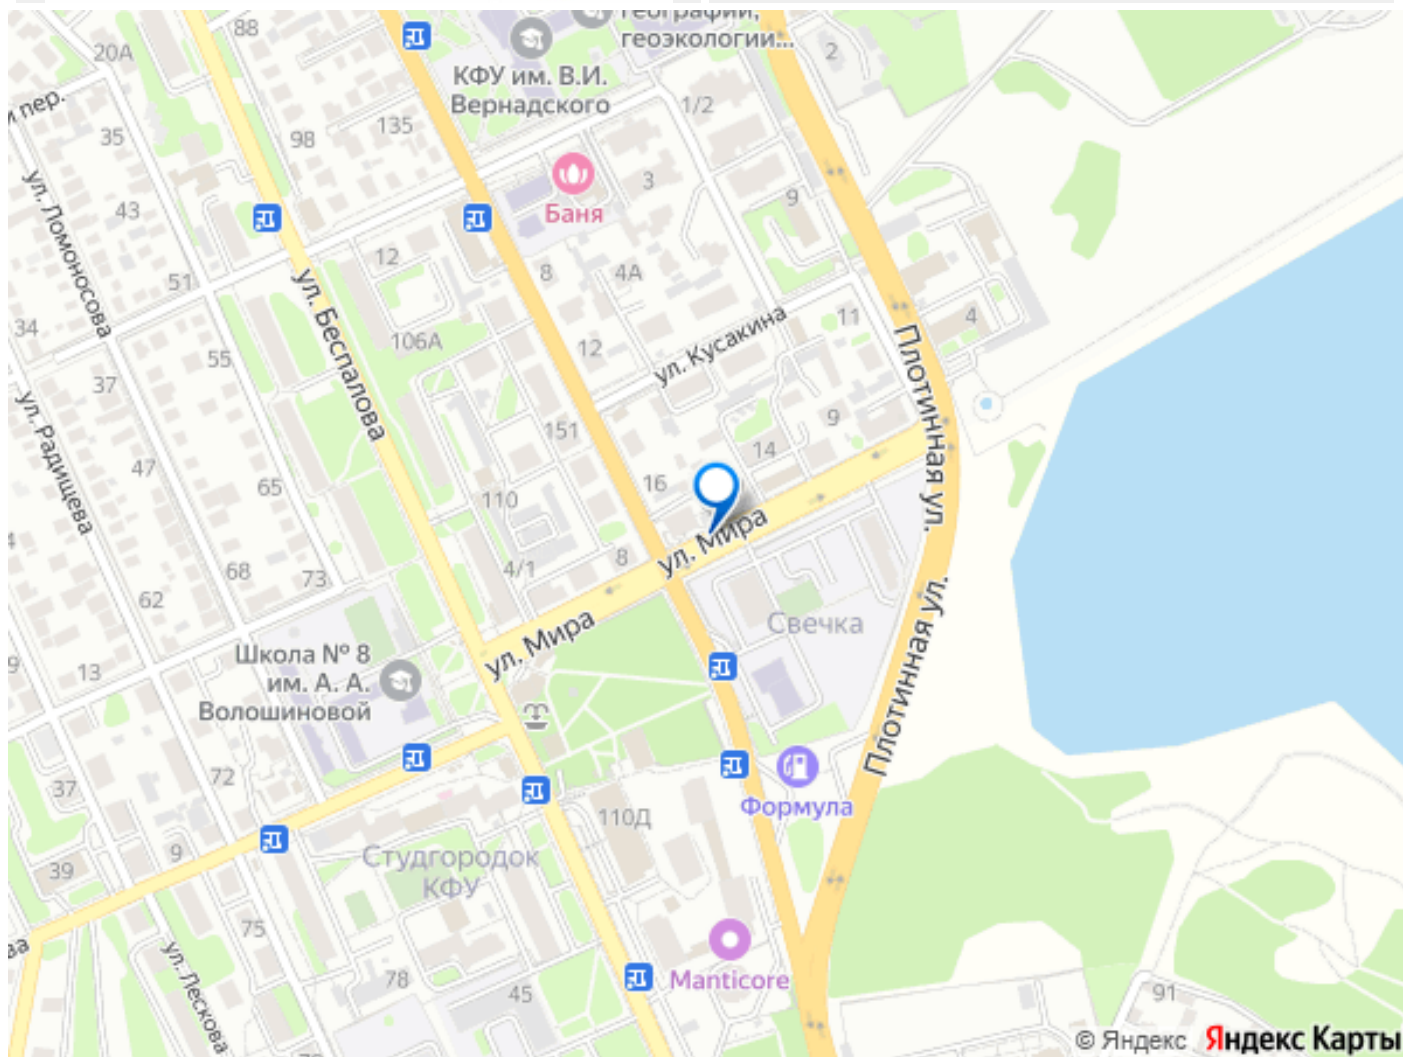 географии,
геоэкологии...
88
20А
2
КФУ им. В.И.
Вернадского
1/2
пер.
135
98
35
3
Баня
ул. Ломоносова
43
9
12
8
4А
51
ул. Беспалова
34
106А
12
ул. Кусакина
11
4
Плотинная ул.
55
37
ул. Радищева
151
9
14
47
65
16
110
ул. Мира
4/1
8
68
73
62
Свечка
ул. Мира
Плотинная ул.
Школа № 8
им. А. А.
Волошиновой
13
72
37
Формула
110Д
9
39
Студгородок
КФУ
75
ул. Лескова
78
45
Manticore
91
© Яндекс Яндекс Карты